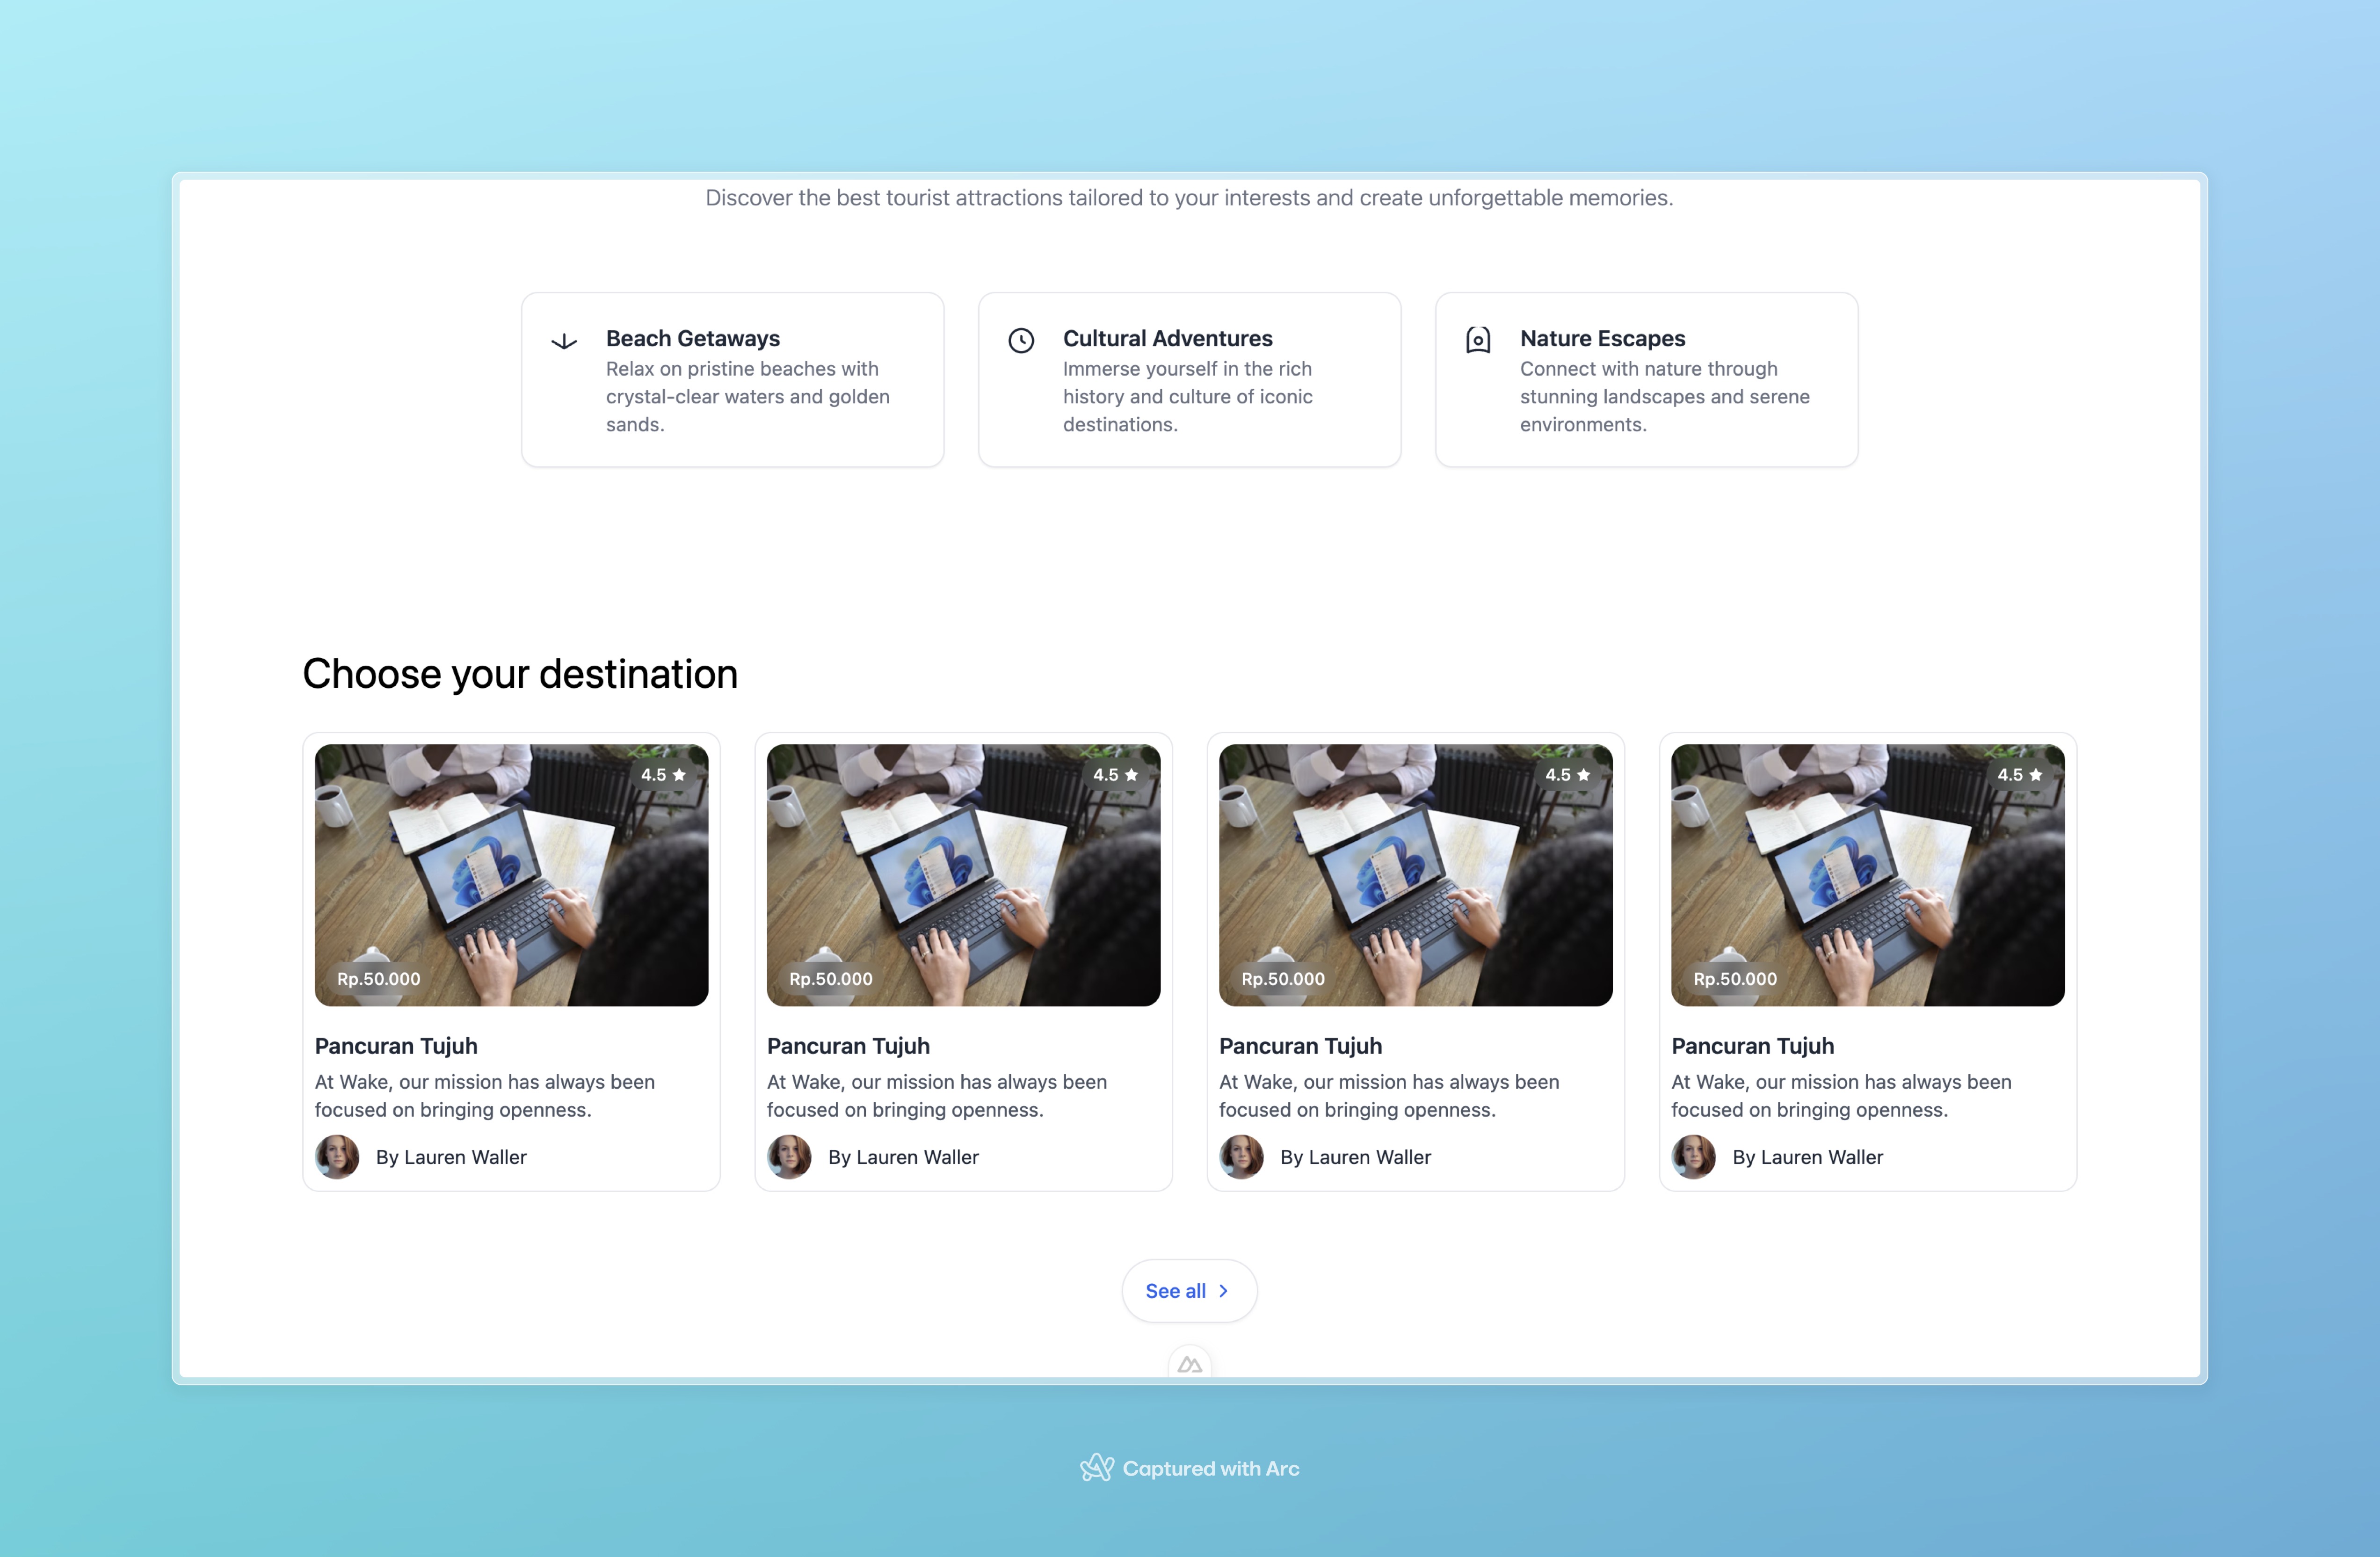 Discover the best tourist attractions tailored to your interests and create unforgettable memories.
Beach Getaways
Relax on pristine beaches with
crystal-clear waters and golden
sands.
Cultural Adventures
Immerse yourself in the rich
history and culture of iconic
destinations.
Nature Escapes
Connect with nature through
stunning landscapes and serene
environments.
Choose your destination
4.5
Rp.50.000
Pancuran Tujuh
At Wake, our mission has always been
focused on bringing openness.
By Lauren Waller
4.5
Rp.50.000
Pancuran Tujuh
At Wake, our mission has always been
focused on bringing openness.
By Lauren Waller
4.5
Rp.50.000
Pancuran Tujuh
At Wake, our mission has always been
focused on bringing openness.
By Lauren Waller
4.5
Rp.50.000
Pancuran Tujuh
At Wake, our mission has always been
focused on bringing openness.
By Lauren Waller
See all
Captured with Arc